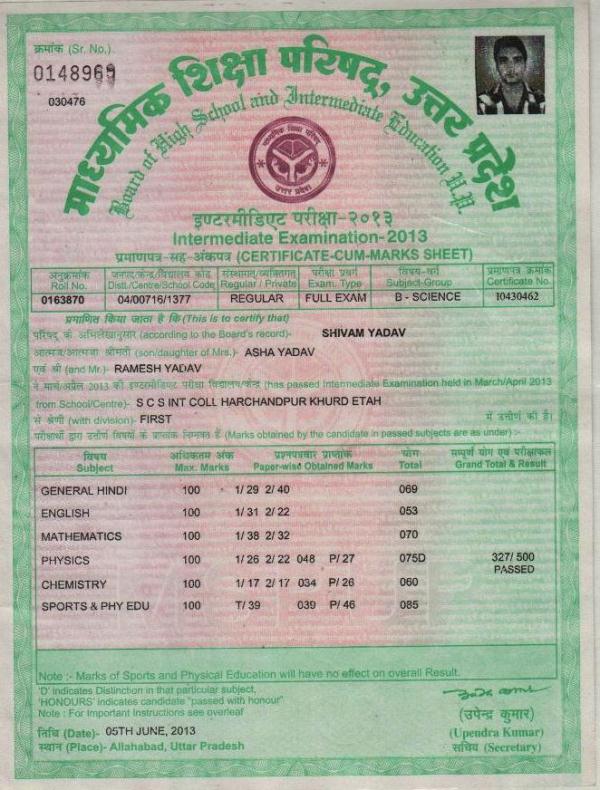 क्रमांक (Sr. No.)
0148969
030476
माध्यमिक शिक्षा परिषद्, उत्तर प्रदेश
Board of High School and Intermediate Education U.P.
माध्यमिक शिक्षा परिषद्
उत्तर प्रदेश
इण्टरमीडिएट परीक्षा-२०१३
Intermediate Examination-2013
प्रमाणपत्र-सह-अंकपत्र (CERTIFICATE-CUM-MARKS SHEET)
अनुक्रमांक जनपद/केन्द्र/विद्यालय कोड संस्थागत/व्यक्तिगत परीक्षा प्रवर्ग विषय-वर्ग प्रमाणपत्र क्रमांक
Roll No. Distt./Centre/School Code Regular / Private Exam. Type Subject-Group Certificate No.
0163870 04/00716/1377 REGULAR FULL EXAM B - SCIENCE 10430462
प्रमाणित किया जाता है कि (This is to certify that)
परिषद् के अभिलेखानुसार (according to the Board's record)- SHIVAM YADAV
आत्मज/आत्मजा श्रीमती (son/daughter of Mrs.)- ASHA YADAV
एवं श्री (and Mr.)- RAMESH YADAV
ने मार्च/अप्रैल 2013 की इण्टरमीडिएट परीक्षा विद्यालय/केन्द्र (has passed Intermediate Examination held in March/April 2013
from School/Centre)- S C S INT COLL HARCHANDPUR KHURD ETAH
से श्रेणी (with division)- FIRST में उत्तीर्ण की है।
परीक्षार्थी द्वारा उत्तीर्ण विषयों के प्राप्तांक निम्नवत हैं (Marks obtained by the candidate in passed subjects are as under) :-
विषय अधिकतम अंक प्रश्नपत्रवार प्राप्तांक योग सम्पूर्ण योग एवं परीक्षाफल
Subject Max. Marks Paper-wise Obtained Marks Total Grand Total & Result
GENERAL HINDI 100 1/ 29 2/ 40 069
ENGLISH 100 1/ 31 2/ 22 053
MATHEMATICS 100 1/ 38 2/ 32 070
PHYSICS 100 1/ 26 2/ 22 048 P/ 27 075D 327/ 500
PASSED
CHEMISTRY 100 1/ 17 2/ 17 034 P/ 26 060
SPORTS & PHY EDU 100 T/ 39 039 P/ 46 085
Note :- Marks of Sports and Physical Education will have no effect on overall Result.
'D' indicates Distinction in that particular subject,
'HONOURS' indicates candidate "passed with honour"
Note : For Important Instructions see overleaf
(उपेन्द्र कुमार)
तिथि (Date)- 05TH JUNE, 2013 (Upendra Kumar)
स्थान (Place)- Allahabad, Uttar Pradesh सचिव (Secretary)